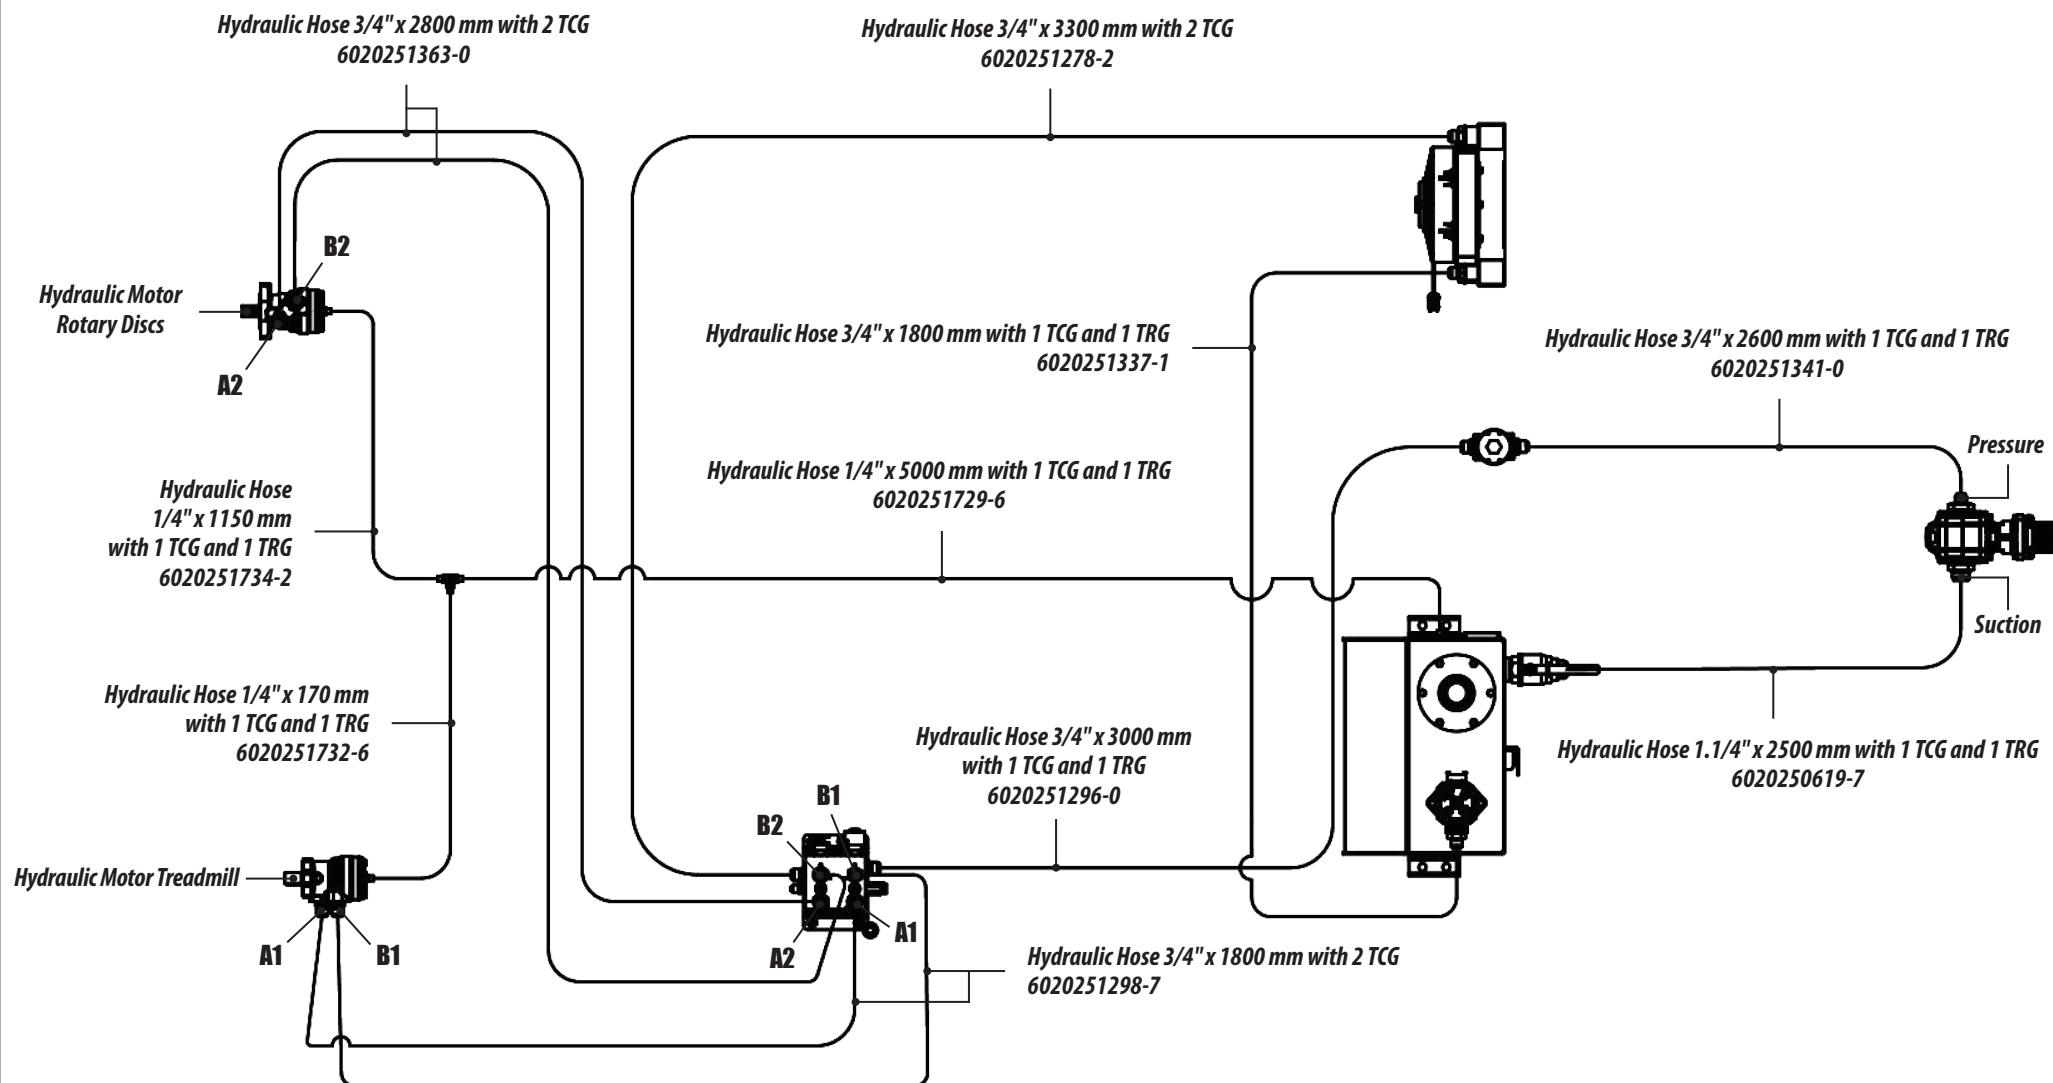 Hydraulic Hose 3/4" x 2800 mm with 2 TCG
6020251363-0
Hydraulic Hose 3/4" x 3300 mm with 2 TCG
6020251278-2
B2
Hydraulic Motor
Rotary Discs
A2
Hydraulic Hose 3/4" x 1800 mm with 1 TCG and 1 TRG
6020251337-1
Hydraulic Hose 3/4" x 2600 mm with 1 TCG and 1 TRG
6020251341-0
Pressure
Hydraulic Hose 1/4" x 5000 mm with 1 TCG and 1 TRG
6020251729-6
Hydraulic Hose
1/4" x 1150 mm
with 1 TCG and 1 TRG
6020251734-2
Suction
Hydraulic Hose 1/4" x 170 mm
with 1 TCG and 1 TRG
6020251732-6
Hydraulic Hose 3/4" x 3000 mm
with 1 TCG and 1 TRG
6020251296-0
Hydraulic Hose 1.1/4" x 2500 mm with 1 TCG and 1 TRG
6020250619-7
B1
B2
Hydraulic Motor Treadmill
A1
B1
A2
A1
Hydraulic Hose 3/4" x 1800 mm with 2 TCG
6020251298-7